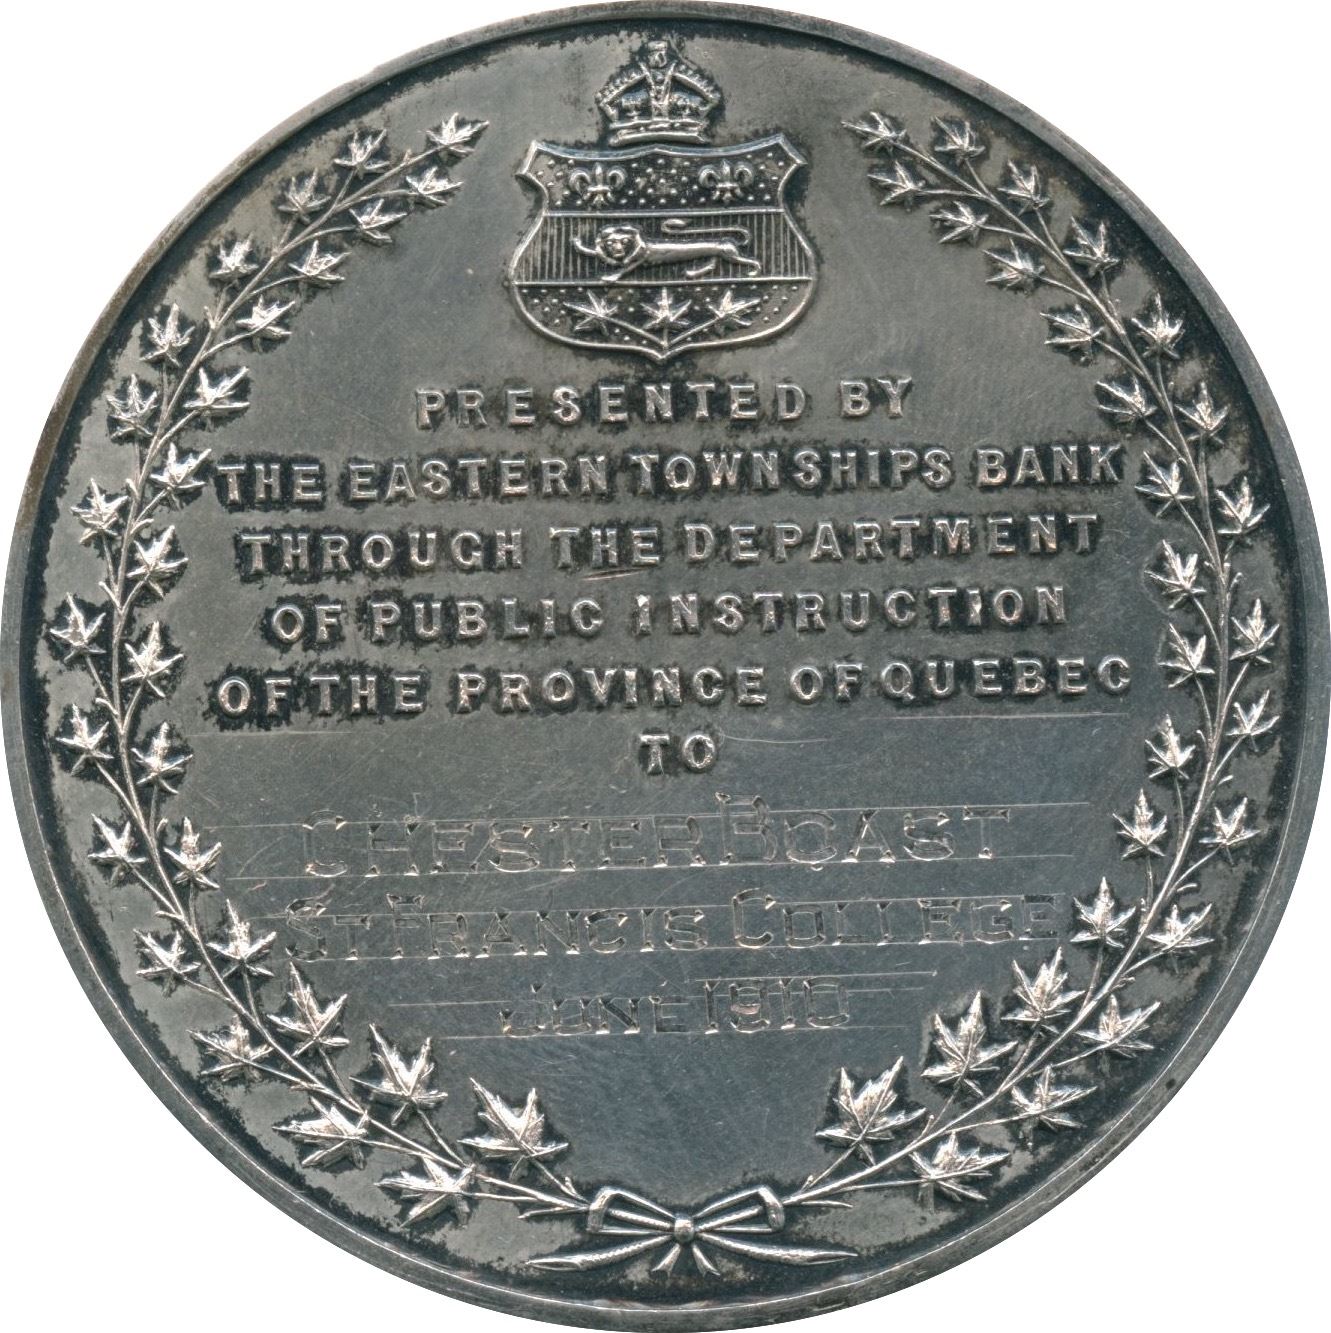 PRESENTED BY
THE EASTERN TOWNSHIPS BANK
THROUGH THE DEPARTMENT
OF PUBLIC INSTRUCTION
OF THE PROVINCE OF QUEBEC
TO
CHESTER BOAST
ST FRANCIS COLLEGE
JUNE 1910